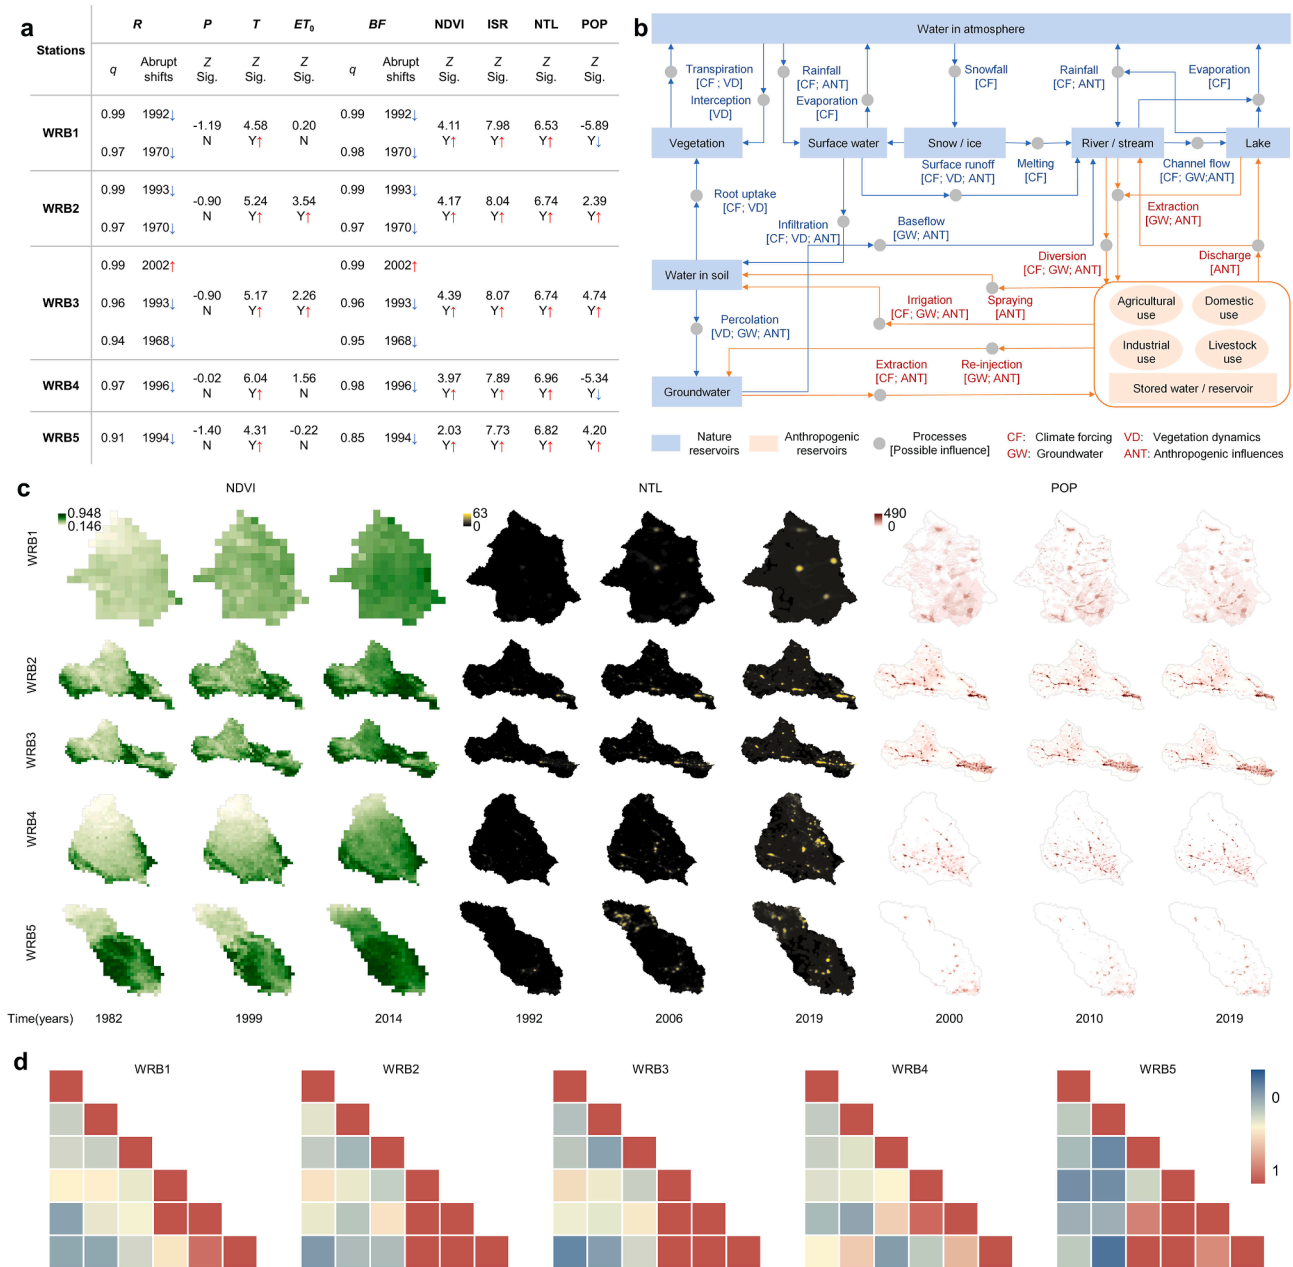 a
Stations R P T ET0 BF NDVI ISR NTL POP
q Abrupt shifts Z Sig. Z Sig. Z Sig. q Abrupt shifts Z Sig. Z Sig. Z Sig. Z Sig.
WRB1
0.99 1992↓ 0.99 1992↓
-1.19 4.58 0.20 4.11 7.98 6.53 -5.89
N Y↑ N Y↑ Y↑ Y↑ Y↓
0.97 1970↓ 0.98 1970↓
WRB2
0.99 1993↓ 0.99 1993↓
-0.90 5.24 3.54 4.17 8.04 6.74 2.39
N Y↑ Y↑ Y↑ Y↑ Y↑ Y↑
0.97 1970↓ 0.97 1970↓
WRB3
0.99 2002↑ 0.99 2002↑
0.96 1993↓ -0.90 5.17 2.26 0.96 1993↓ 4.39 8.07 6.74 4.74
N Y↑ Y↑ Y↑ Y↑ Y↑ Y↑
0.94 1968↓ 0.95 1968↓
WRB4
0.97 1996↓ -0.02 6.04 1.56 0.98 1996↓ 3.97 7.89 6.96 -5.34
N Y↑ N Y↑ Y↑ Y↑ Y↓
WRB5
0.91 1994↓ -1.40 4.31 -0.22 0.85 1994↓ 2.03 7.73 6.82 4.20
N Y↑ N Y↑ Y↑ Y↑ Y↑
b
Water in atmosphere
Transpiration
[CF; VD]
Interception
[VD]
Rainfall
[CF; ANT]
Evaporation
[CF]
Snowfall
[CF]
Rainfall
[CF; ANT]
Evaporation
[CF]
Vegetation
Surface water
Snow / ice
River / stream
Lake
Surface runoff
[CF; VD; ANT]
Melting
[CF]
Channel flow
[CF; GW;ANT]
Root uptake
[CF; VD]
Infiltration
[CF; VD; ANT]
Baseflow
[GW; ANT]
Extraction
[GW; ANT]
Diversion
[CF; GW; ANT]
Discharge
[ANT]
Water in soil
Irrigation
[CF; GW; ANT]
Spraying
[ANT]
Percolation
[VD; GW; ANT]
Extraction
[CF; ANT]
Re-injection
[GW; ANT]
Groundwater
Agricultural
use
Domestic
use
Industrial
use
Livestock
use
Stored water / reservoir
Nature
reservoirs
Anthropogenic
reservoirs
Processes
[Possible influence]
CF: Climate forcing
VD: Vegetation dynamics
GW: Groundwater
ANT: Anthropogenic influences
c
NDVI NTL POP
0.948
0.146
63
0
490
0
WRB1
WRB2
WRB3
WRB4
WRB5
Time(years) 1982 1999 2014 1992 2006 2019 2000 2010 2019
d
WRB1 WRB2 WRB3 WRB4 WRB5
0
1